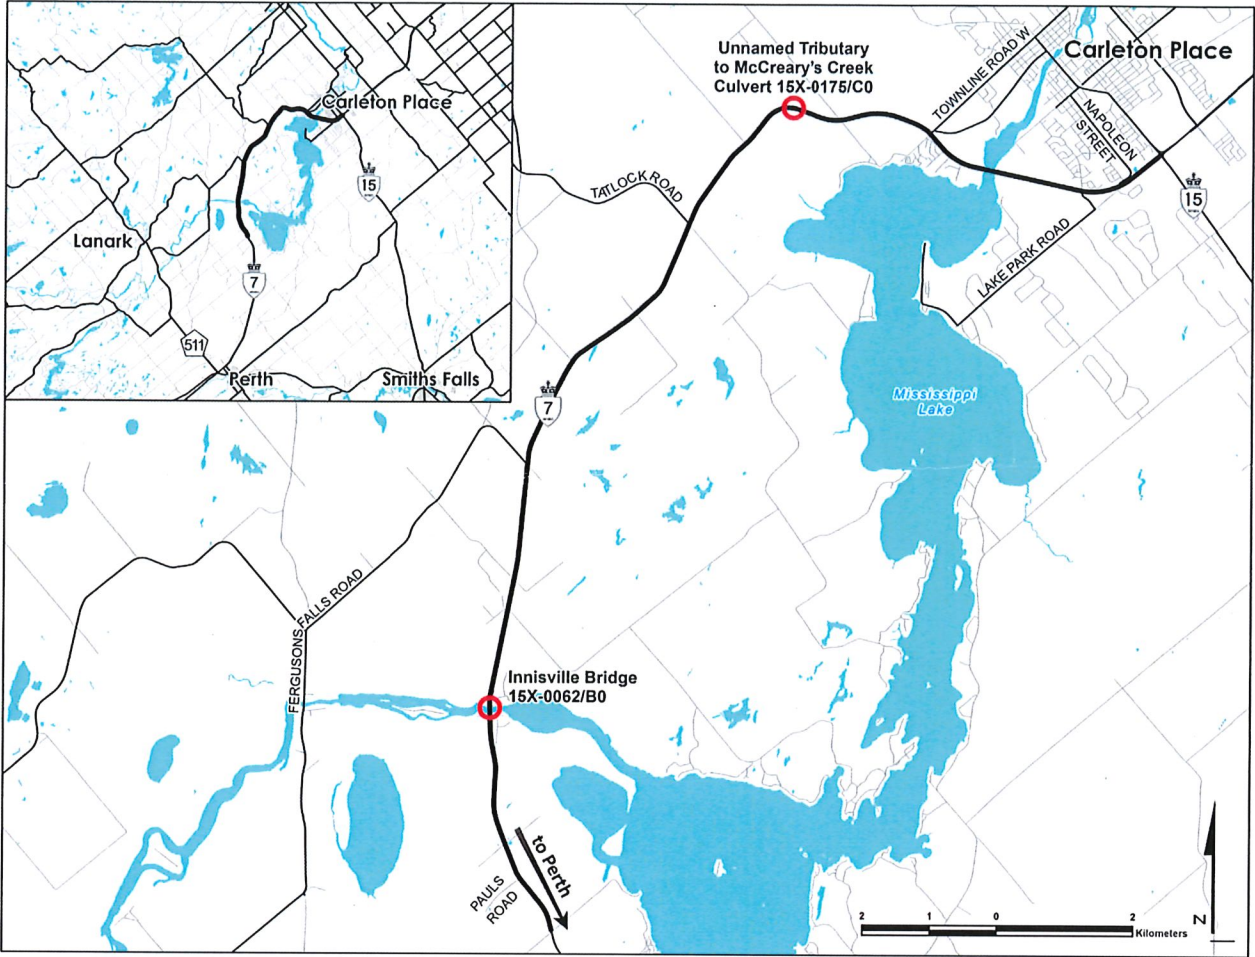 Carleton Place
15
Lanark
7
511
Perth
Smiths Falls
Unnamed Tributary
to McCreary's Creek
Culvert 15X-0175/C0
TOWNLINE ROAD W
Carleton Place
NAPOLEON
STREET
15
TATLOCK ROAD
LAKE PARK ROAD
7
Mississippi
Lake
FERGUSONS FALLS ROAD
Innisville Bridge
15X-0062/B0
to Perth
PAULS
ROAD
2 1 0 2
Kilometers
N